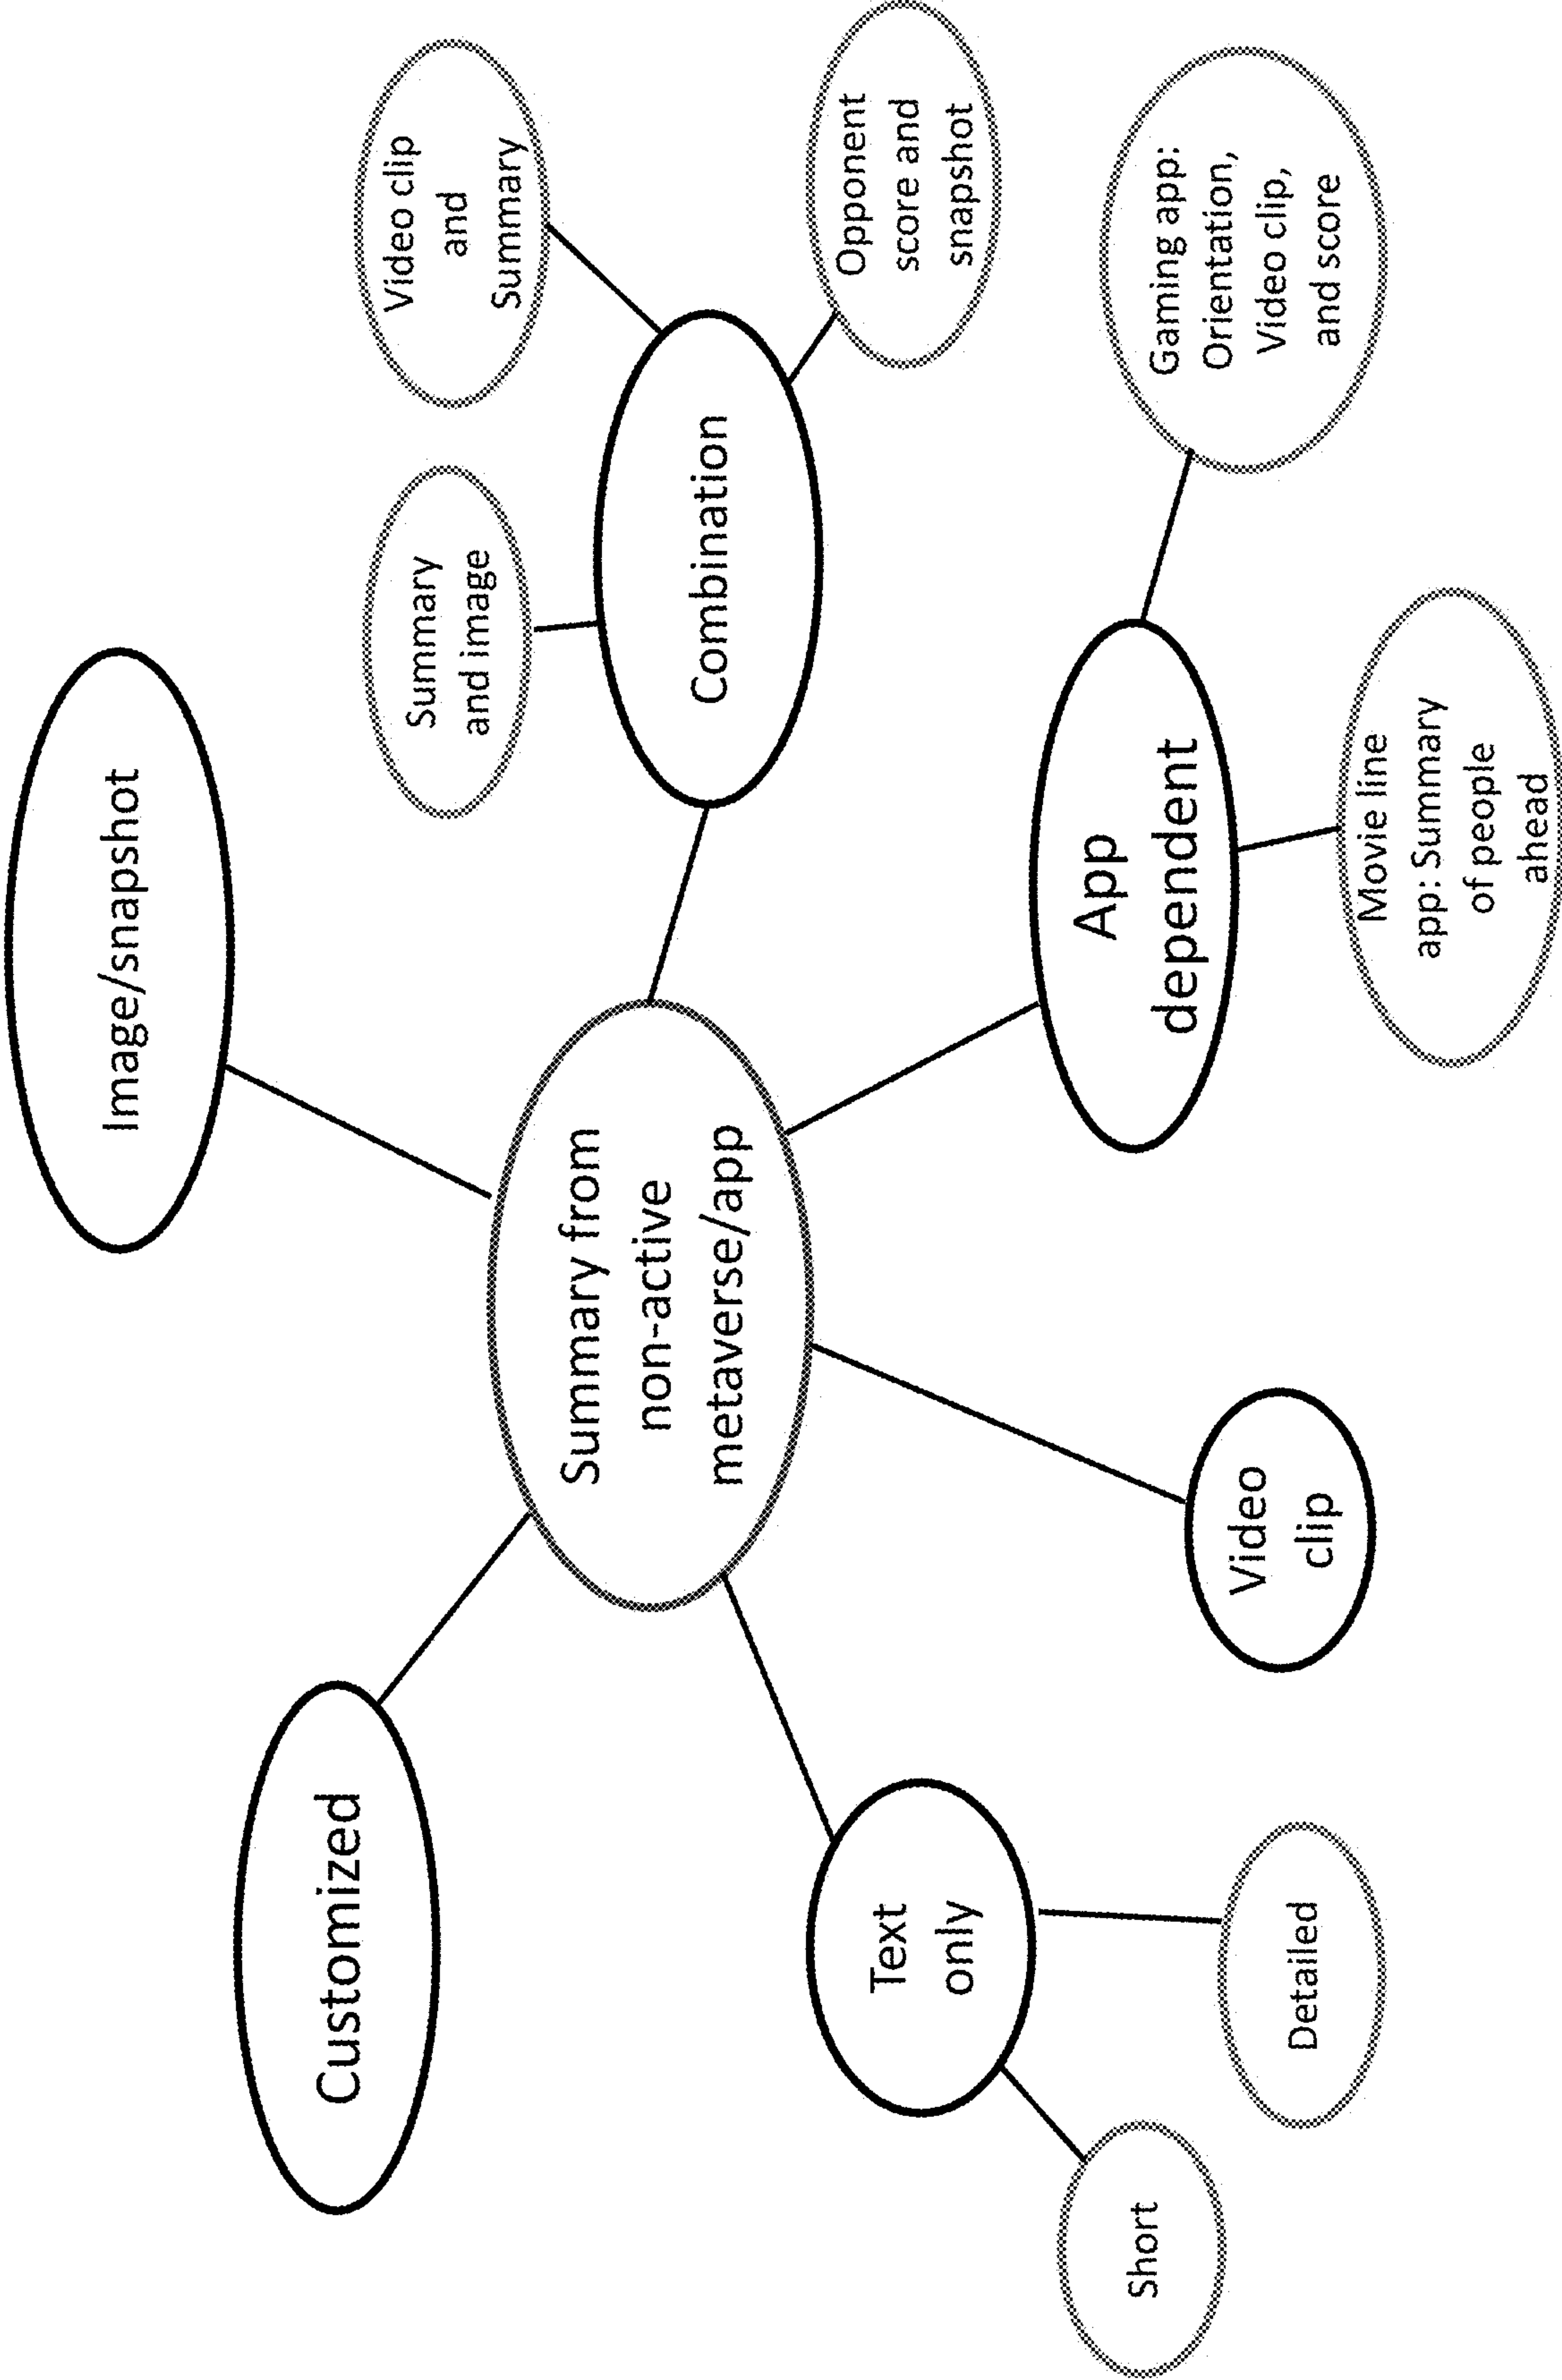 Image/snapshot
Customized
Summary from
non-active
metaverse/app
Summary
and image
Video clip
and
Summary
Combination
Opponent
score and
snapshot
Text
only
Short
Detailed
Video
clip
App
dependent
Gaming app:
Orientation,
Video clip,
and score
Movie line
app: Summary
of people
ahead